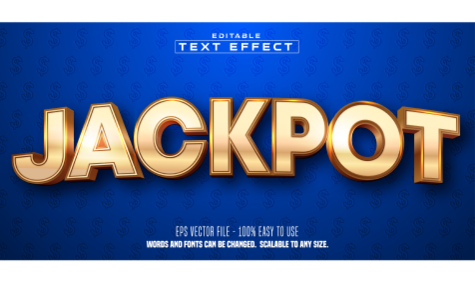 EDITABLE
TEXT EFFECT
JACKPOT
EPS VECTOR FILE - 100% EASY TO USE
WORDS AND FONTS CAN BE CHANGED. SCALABLE TO ANY SIZE.